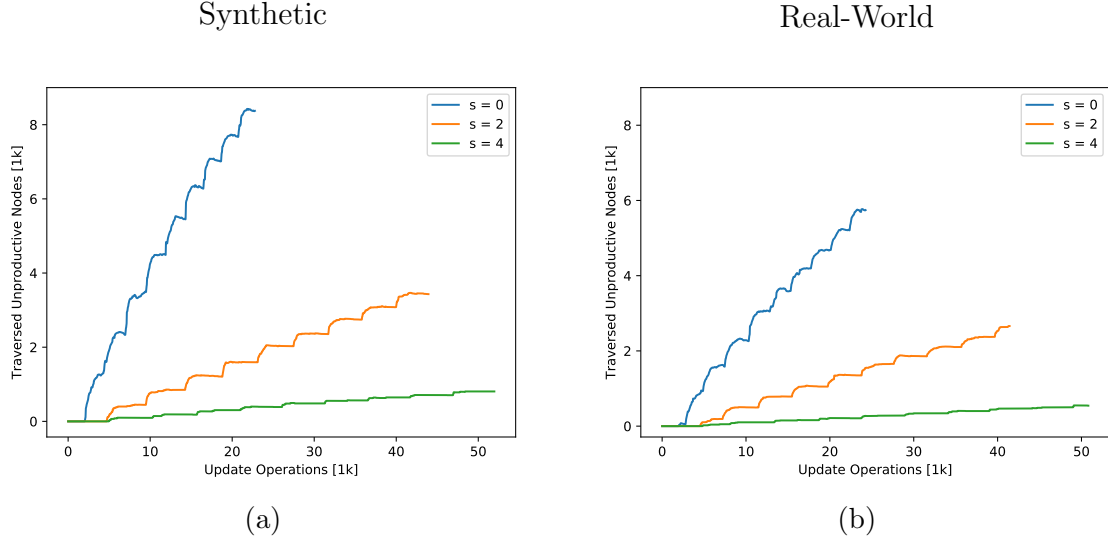 Synthetic
Real-World
s = 0
s = 2
s = 4
8
6
4
2
0
Traversed Unproductive Nodes [1k]
0 10 20 30 40 50
Update Operations [1k]
(a)
s = 0
s = 2
s = 4
8
6
4
2
0
Traversed Unproductive Nodes [1k]
0 10 20 30 40 50
Update Operations [1k]
(b)